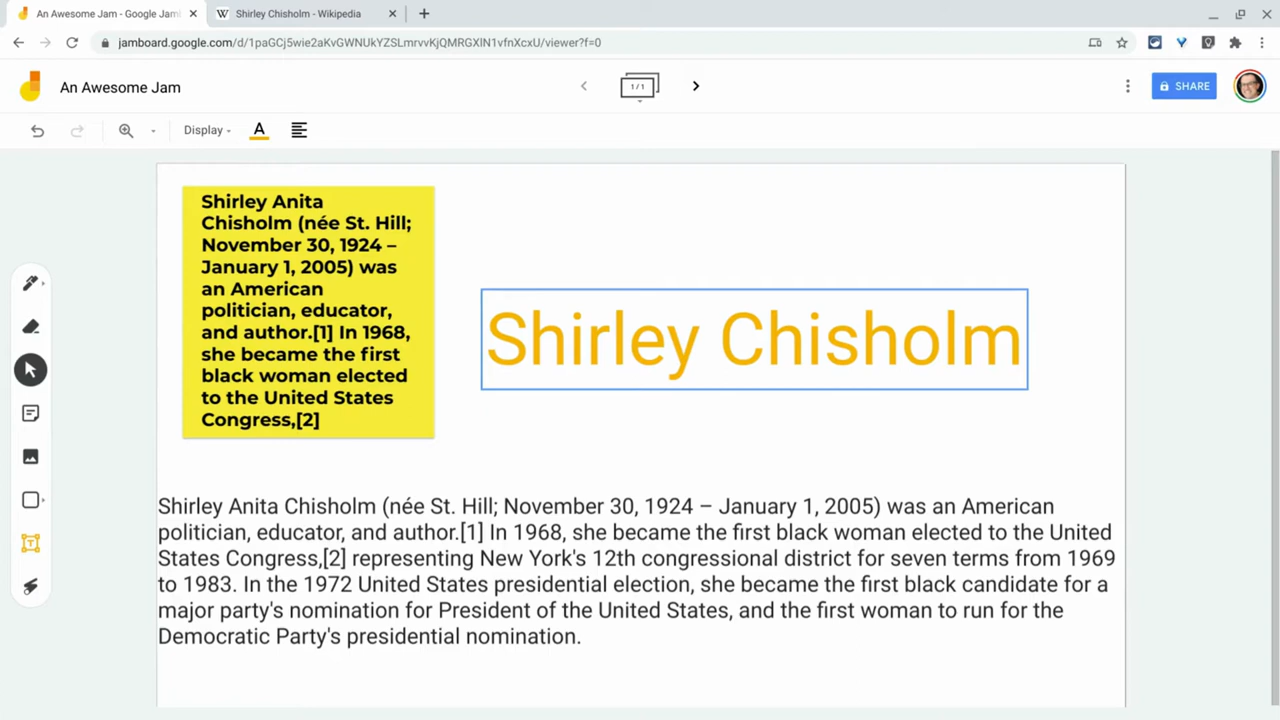 An Awesome Jam - Google Jam
Shirley Chisholm - Wikipedia
jamboard.google.com/d/1paGCj5wie2aKvGWNUkYZSLmrvvKjQMRGXlN1vfnXcxU/viewer?f=0
An Awesome Jam
1/1
SHARE
Display
A
Shirley Anita
Chisholm (née St. Hill;
November 30, 1924 –
January 1, 2005) was
an American
politician, educator,
and author.[1] In 1968,
she became the first
black woman elected
to the United States
Congress,[2]
Shirley Chisholm
Shirley Anita Chisholm (née St. Hill; November 30, 1924 – January 1, 2005) was an American
politician, educator, and author.[1] In 1968, she became the first black woman elected to the United
States Congress,[2] representing New York's 12th congressional district for seven terms from 1969
to 1983. In the 1972 United States presidential election, she became the first black candidate for a
major party's nomination for President of the United States, and the first woman to run for the
Democratic Party's presidential nomination.